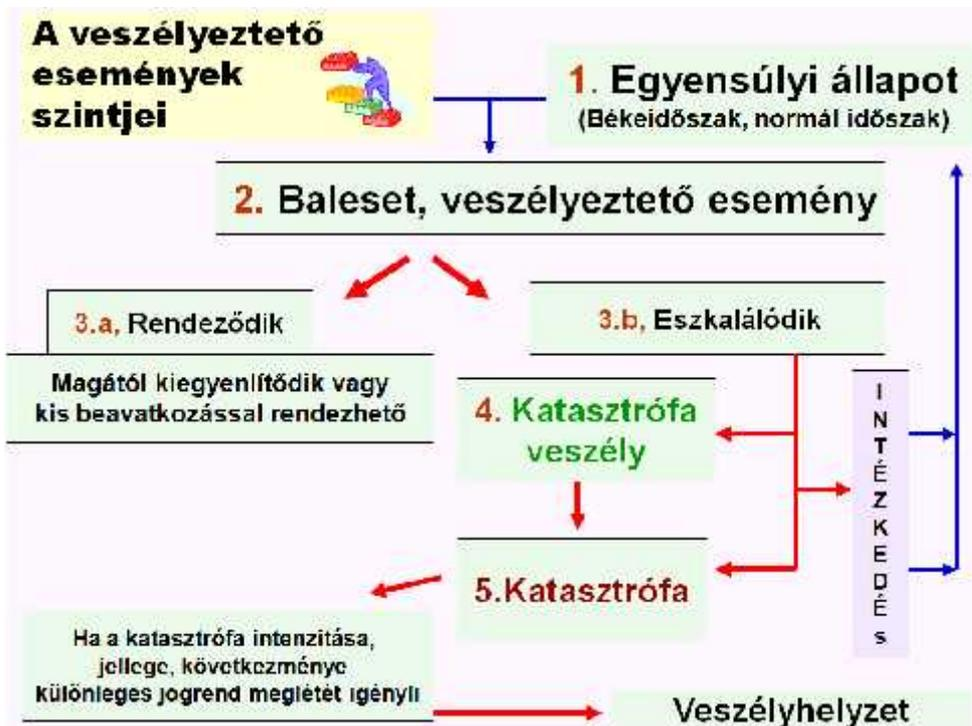 A veszélyeztető
események
szintjei
1. Egyensúlyi állapot
(Békeidőszak, normál időszak)
2. Baleset, veszélyeztető esemény
3.a, Rendeződik
3.b, Eszkalálódik
Magától kiegyenlítődik vagy
kis beavatkozással rendezhető
4. Katasztrófa
veszély
INTÉZKEDÉs
5.Katasztrófa
Ha a katasztrófa intenzitása,
jellege, következménye
különleges jogrend meglétét igényli
Veszélyhelyzet